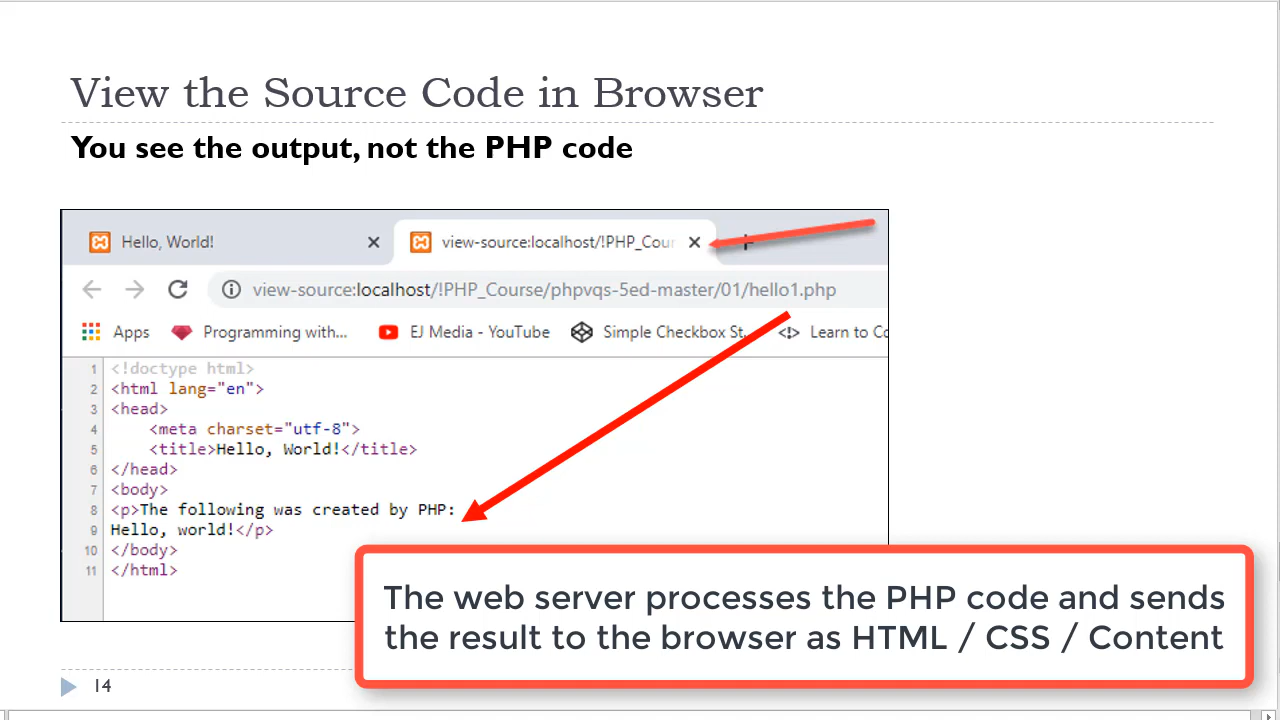 View the Source Code in Browser
You see the output, not the PHP code
Hello, World!
view-source:localhost/!PHP_Cour
view-source:localhost/!PHP_Course/phpvqs-5ed-master/01/hello1.php
Apps
Programming with...
EJ Media - YouTube
Simple Checkbox St...
Learn to Co
1 <!doctype html>
2 <html lang="en">
3 <head>
4 <meta charset="utf-8">
5 <title>Hello, World!</title>
6 </head>
7 <body>
8 <p>The following was created by PHP:
9 Hello, world!</p>
10 </body>
11 </html>
The web server processes the PHP code and sends
the result to the browser as HTML / CSS / Content
14